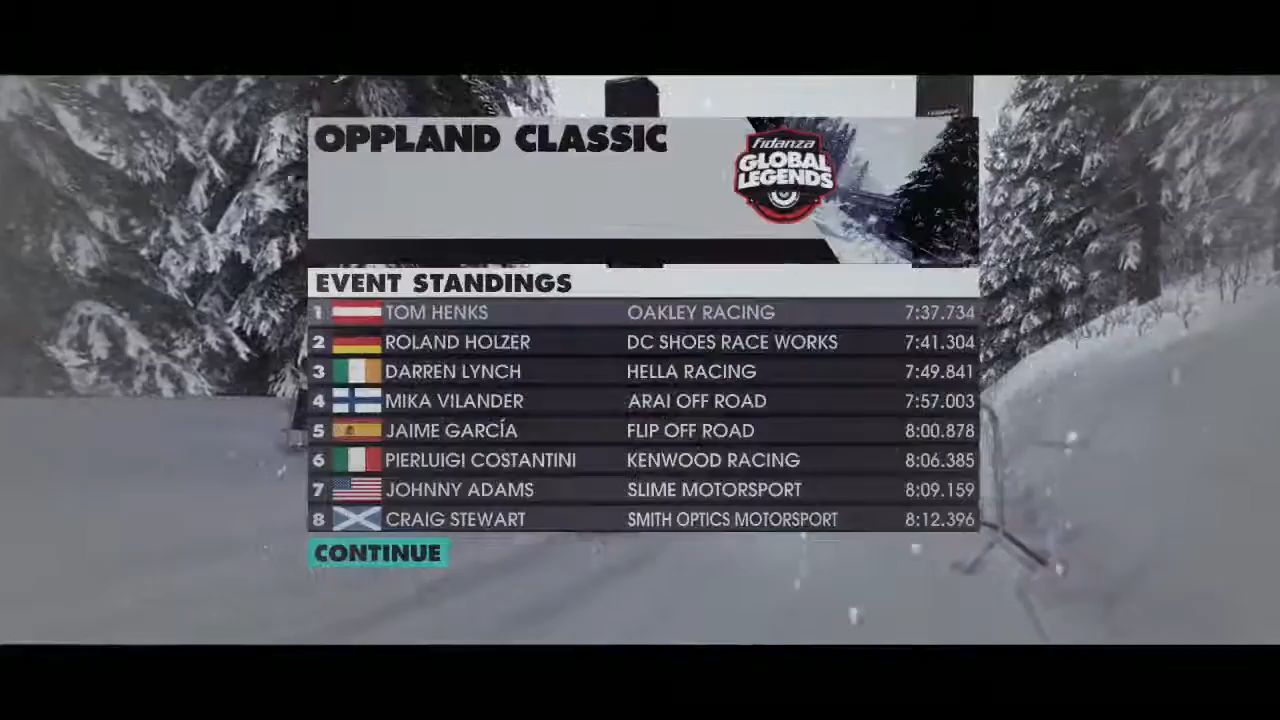 OPPLAND CLASSIC
fidanza
GLOBAL
LEGENDS
EVENT STANDINGS
1 TOM HENKS OAKLEY RACING 7:37.734
2 ROLAND HOLZER DC SHOES RACE WORKS 7:41.304
3 DARREN LYNCH HELLA RACING 7:49.841
4 MIKA VILANDER ARAI OFF ROAD 7:57.003
5 JAIME GARCÍA FLIP OFF ROAD 8:00.878
6 PIERLUIGI COSTANTINI KENWOOD RACING 8:06.385
7 JOHNNY ADAMS SLIME MOTORSPORT 8:09.159
8 CRAIG STEWART SMITH OPTICS MOTORSPORT 8:12.396
CONTINUE